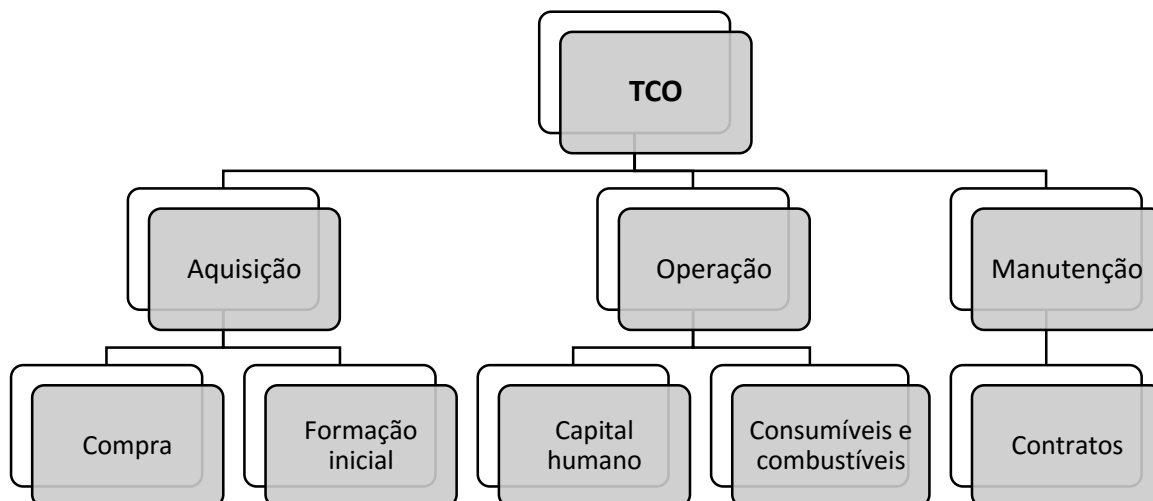 TCO
Aquisição
Operação
Manutenção
Compra
Formação
inicial
Capital
humano
Consumíveis e
combustíveis
Contratos